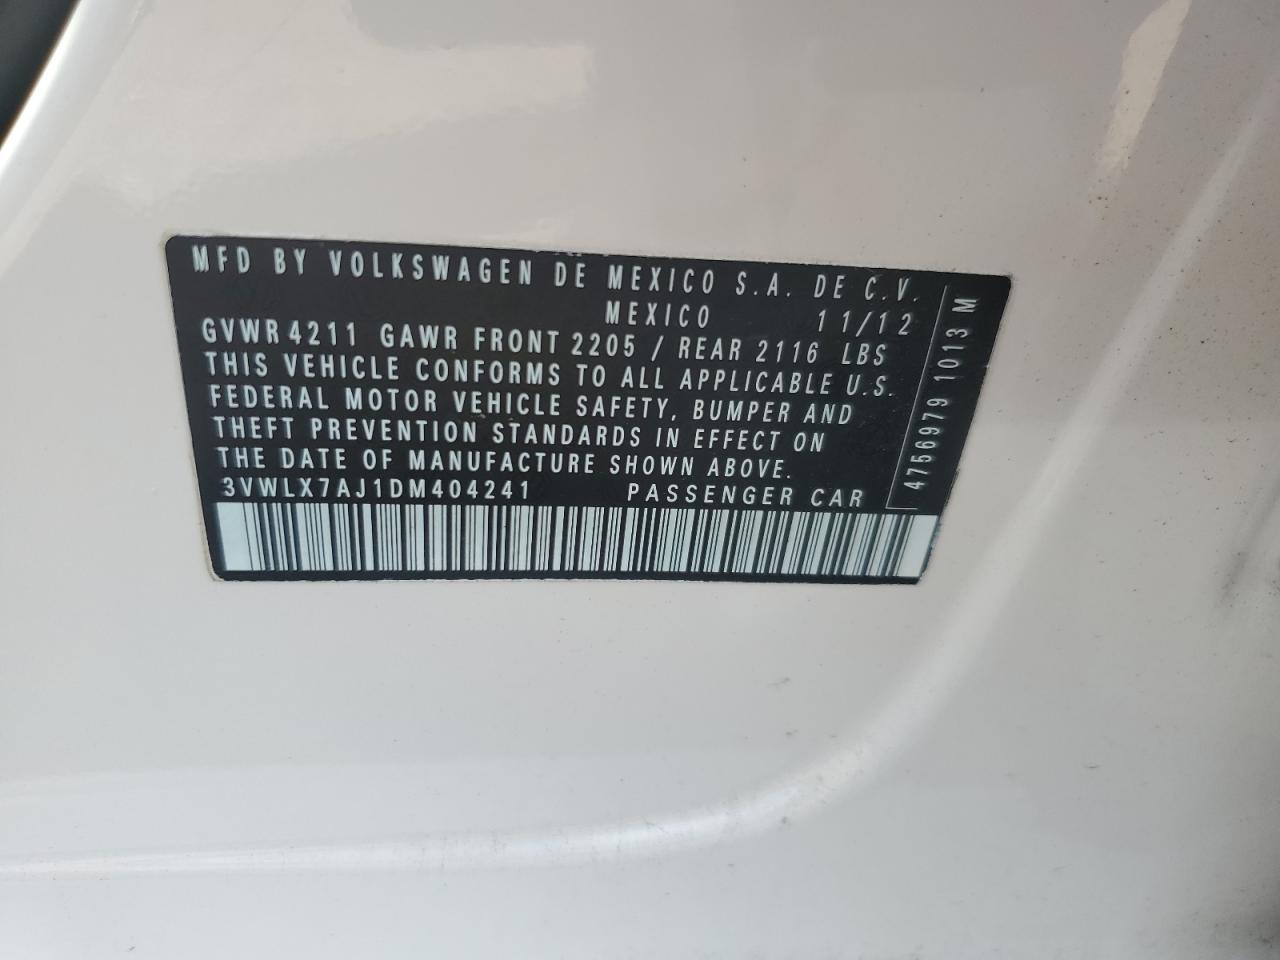 MFD BY VOLKSWAGEN DE MEXICO S.A. DE C.V.
MEXICO 11/12
GVWR 4211 GAWR FRONT 2205 / REAR 2116 LBS
THIS VEHICLE CONFORMS TO ALL APPLICABLE U.S.
FEDERAL MOTOR VEHICLE SAFETY, BUMPER AND
THEFT PREVENTION STANDARDS IN EFFECT ON
THE DATE OF MANUFACTURE SHOWN ABOVE.
3VWLX7AJ1DM404241 PASSENGER CAR
4756979 1013 M